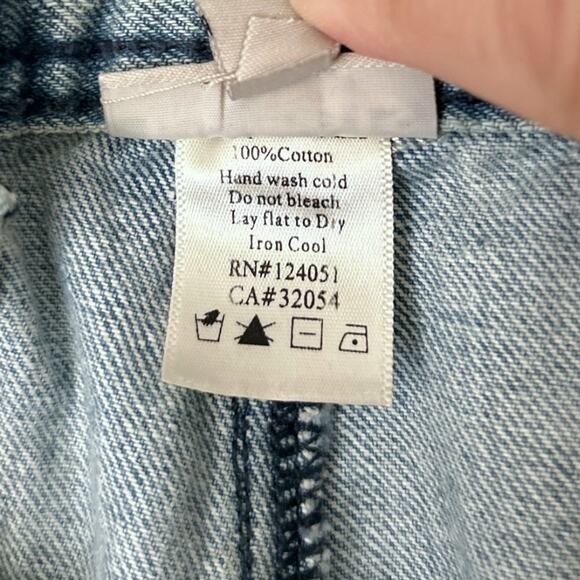 100%Cotton
Hand wash cold
Do not bleach
Lay flat to Dry
Iron Cool
RN#124051
CA#32054